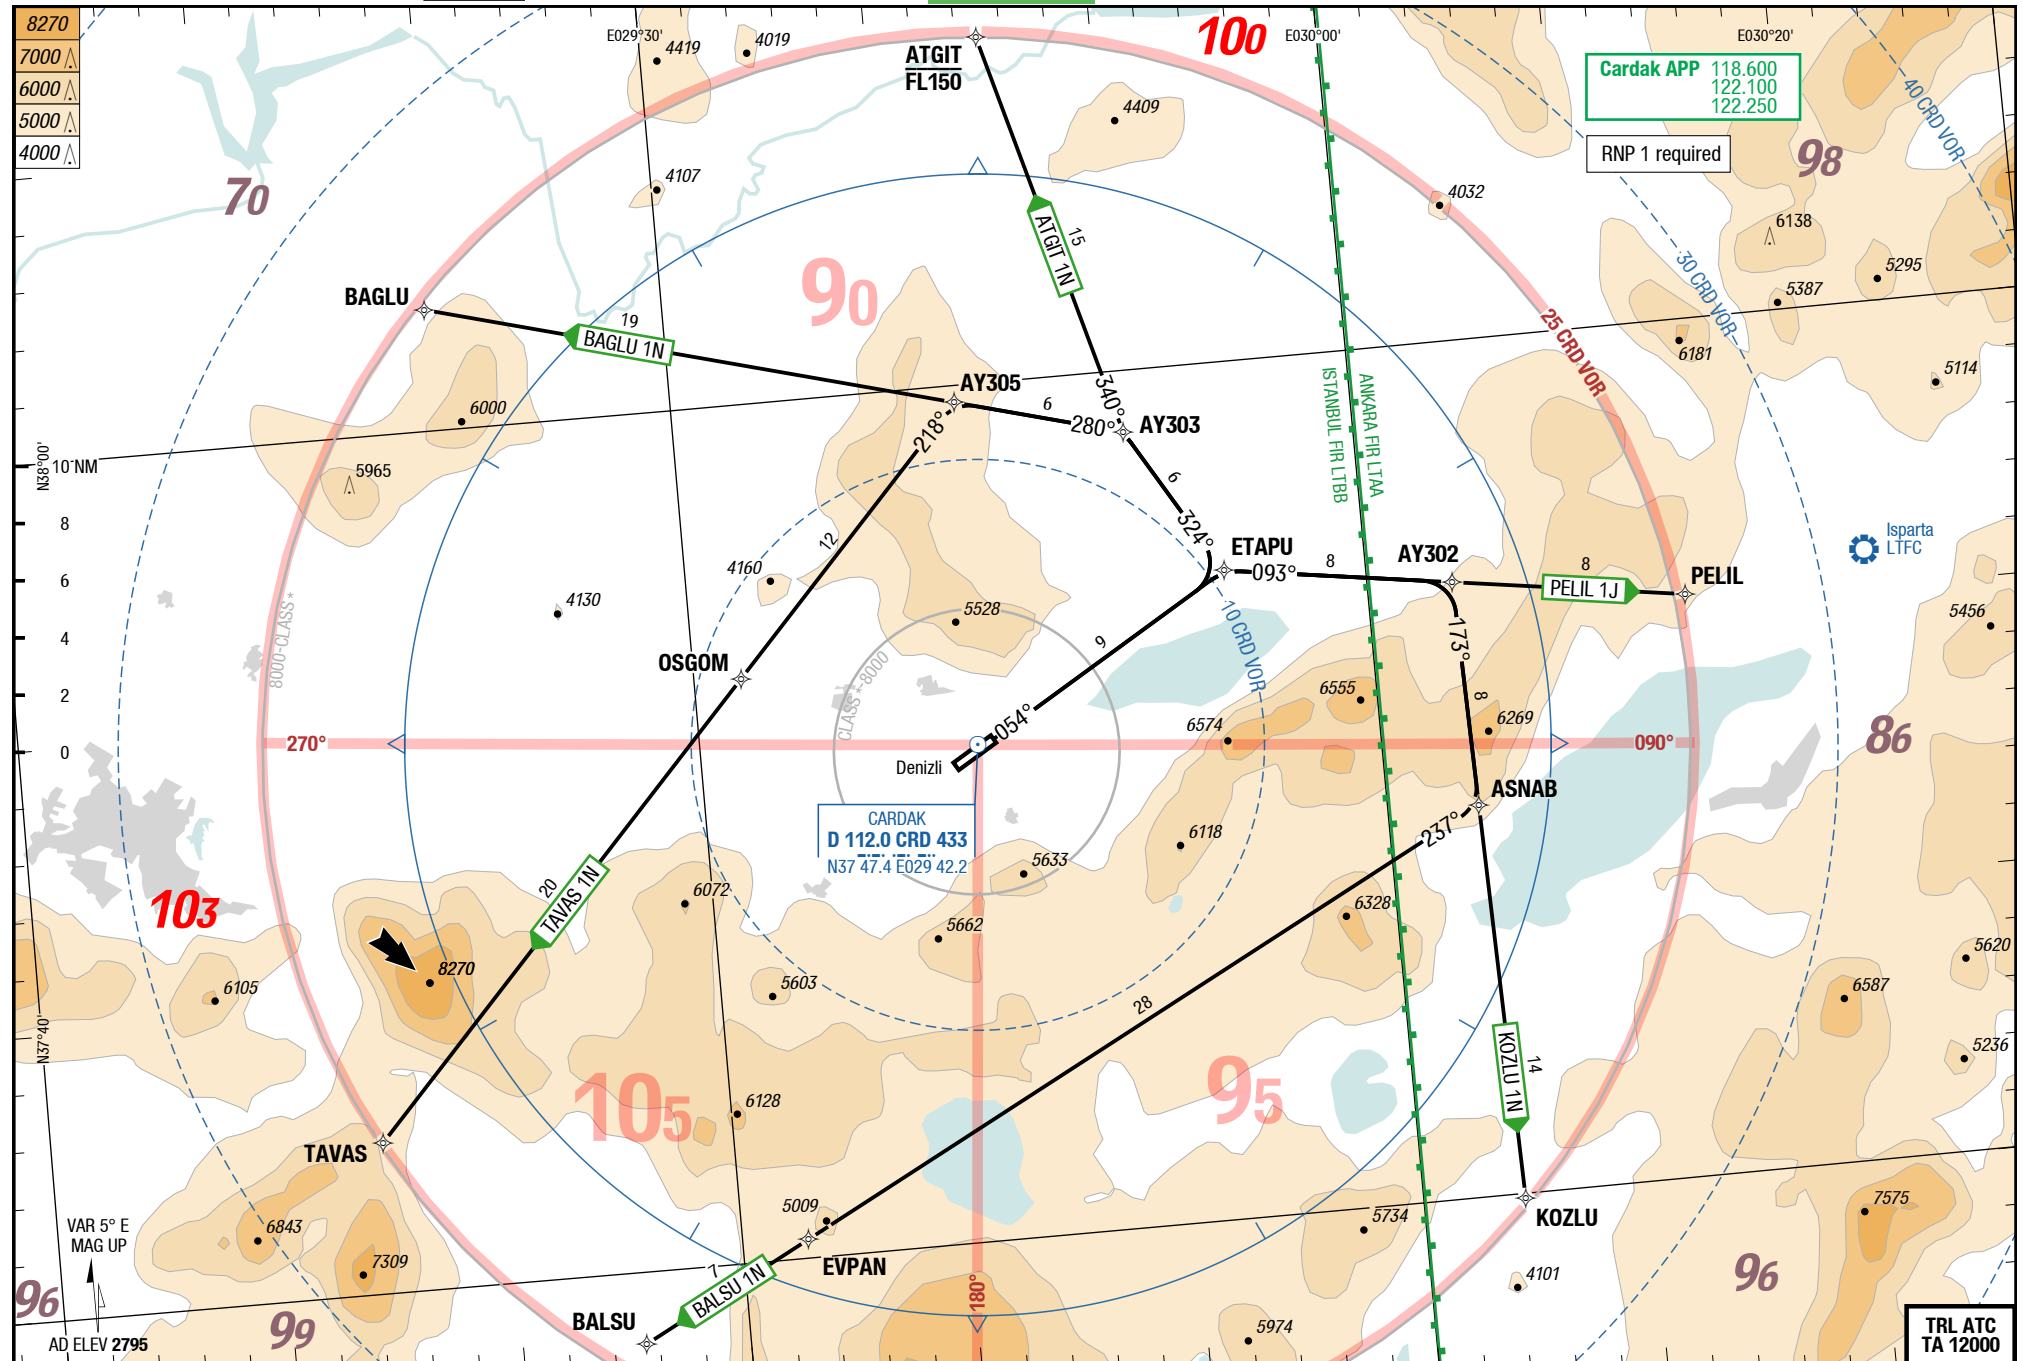 8270
7000
6000
5000
4000
E029°30'
4419
4019
ATGIT
FL150
100
E030°00'
E030°20'
Cardak APP 118.600
122.100
122.250
RNP 1 required
40 CRD VOR
98
4409
4107
4032
70
6138
ATGIT 1N
15
30 CRD VOR
5295
5387
90
BAGLU
19
BAGLU 1N
25 CRD VOR
6181
5114
AY305
6
340°
ISTANBUL FIR LTBB
ANKARA FIR LTAA
6000
218°
280°
AY303
N38°00'
10 NM
5965
6
8
324°
Isparta
LTFC
12
ETAPU
8
AY302
8
6
4160
093°
PELIL 1J
PELIL
4130
5528
5456
8000-CLASS*
4
9
10 CRD VOR
173°
OSGOM
CLASS*-8000
2
6555
8
6574
6269
054°
86
0
270°
090°
Denizli
ASNAB
CARDAK
D 112.0 CRD 433
N37 47.4 E029 42.2
237°
6118
5633
20
TAVAS 1N
6072
103
6328
5662
5620
8270
6105
5603
6587
28
N37°40'
KOZLU 1N
14
5236
105
6128
95
TAVAS
5009
7575
VAR 5° E
MAG UP
6843
5734
KOZLU
7309
7
BALSU 1N
EVPAN
96
4101
180°
96
99
BALSU
5974
TRL ATC
TA 12000
AD ELEV 2795